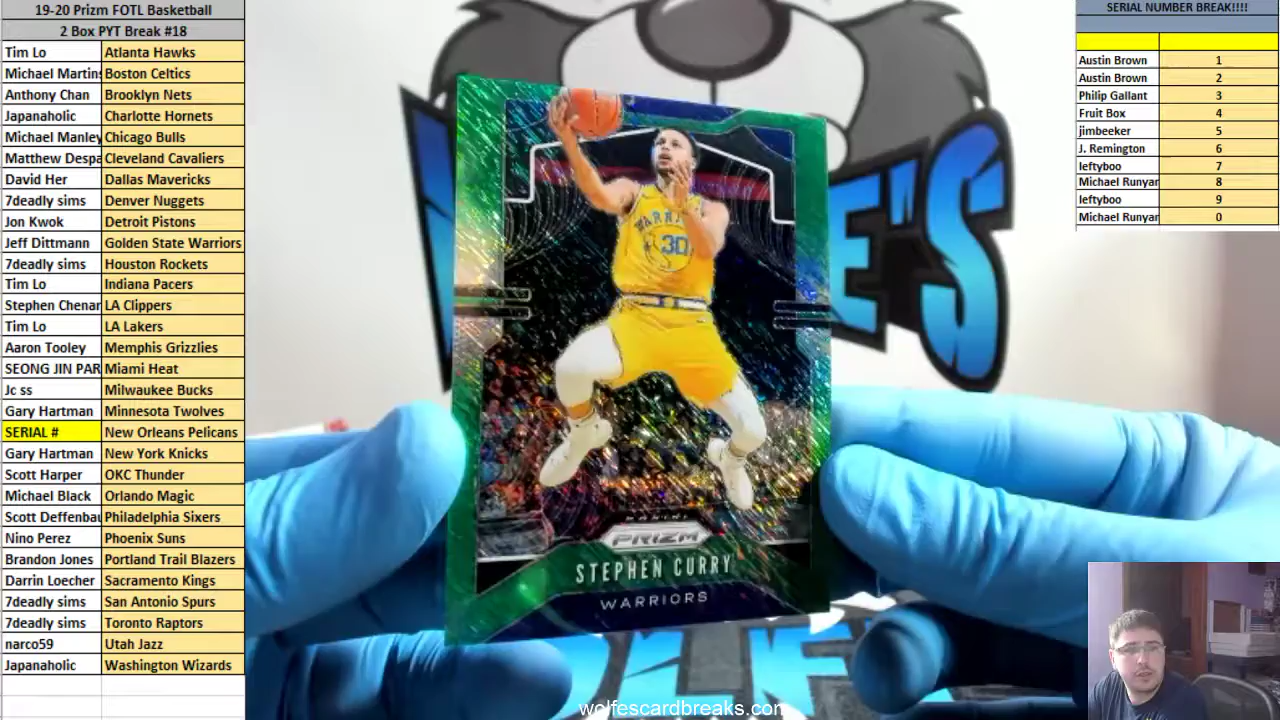 19-20 Prizm FOTL Basketball
2 Box PYT Break #18
Tim Lo Atlanta Hawks
Michael Martins Boston Celtics
Anthony Chan Brooklyn Nets
Japanaholic Charlotte Hornets
Michael Manley Chicago Bulls
Matthew Despa Cleveland Cavaliers
David Her Dallas Mavericks
7deadly sims Denver Nuggets
Jon Kwok Detroit Pistons
Jeff Dittmann Golden State Warriors
7deadly sims Houston Rockets
Tim Lo Indiana Pacers
Stephen Chenar LA Clippers
Tim Lo LA Lakers
Aaron Tooley Memphis Grizzlies
SEONG JIN PAR Miami Heat
Jc ss Milwaukee Bucks
Gary Hartman Minnesota Twolves
SERIAL # New Orleans Pelicans
Gary Hartman New York Knicks
Scott Harper OKC Thunder
Michael Black Orlando Magic
Scott Deffenbau Philadelphia Sixers
Nino Perez Phoenix Suns
Brandon Jones Portland Trail Blazers
Darrin Loecher Sacramento Kings
7deadly sims San Antonio Spurs
7deadly sims Toronto Raptors
narco59 Utah Jazz
Japanaholic Washington Wizards
WARRIORS
30
PANINI
PRIZM
STEPHEN CURRY
WARRIORS
E'S
wolfescardbreaks.com
SERIAL NUMBER BREAK!!!!
Austin Brown 1
Austin Brown 2
Philip Gallant 3
Fruit Box 4
jimbeeker 5
J. Remington 6
leftyboo 7
Michael Runyar 8
leftyboo 9
Michael Runyar 0